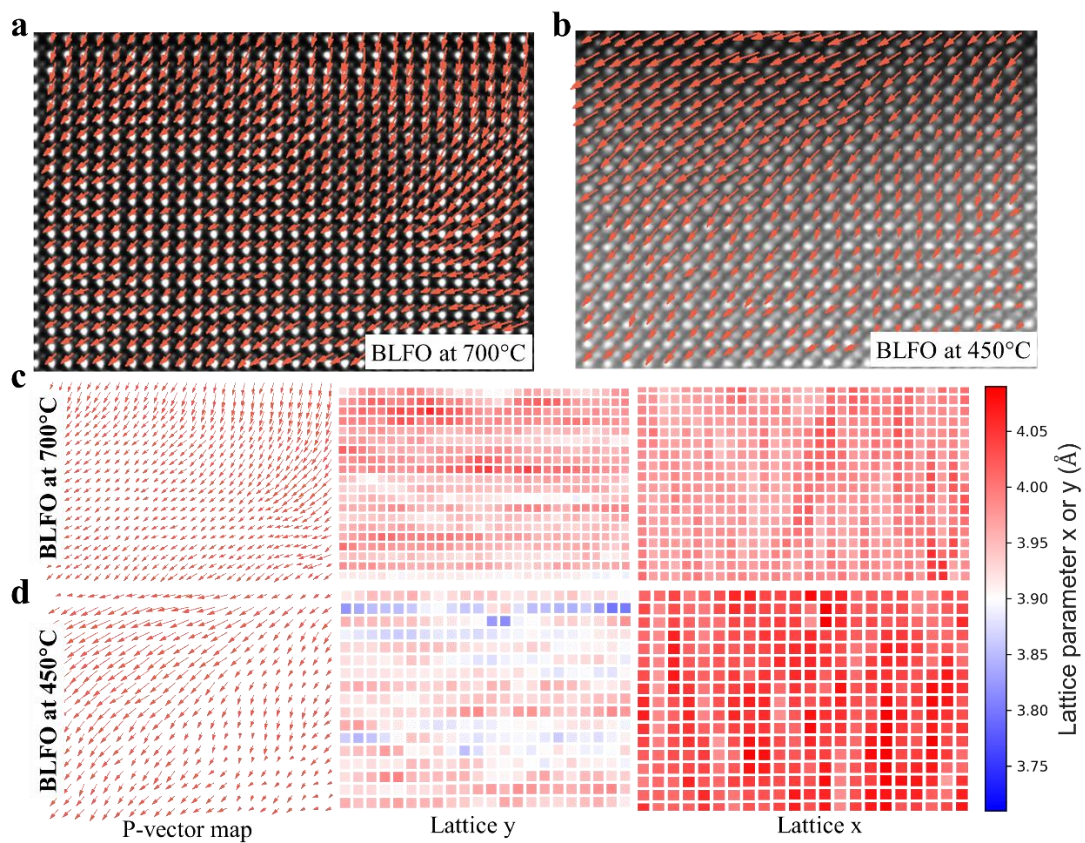 a
b
BLFO at 700°C
BLFO at 450°C
c
BLFO at 700°C
d
BLFO at 450°C
P-vector map
Lattice y
Lattice x
4.05
4.00
3.95
3.90
3.85
3.80
3.75
Lattice parameter x or y (Å)